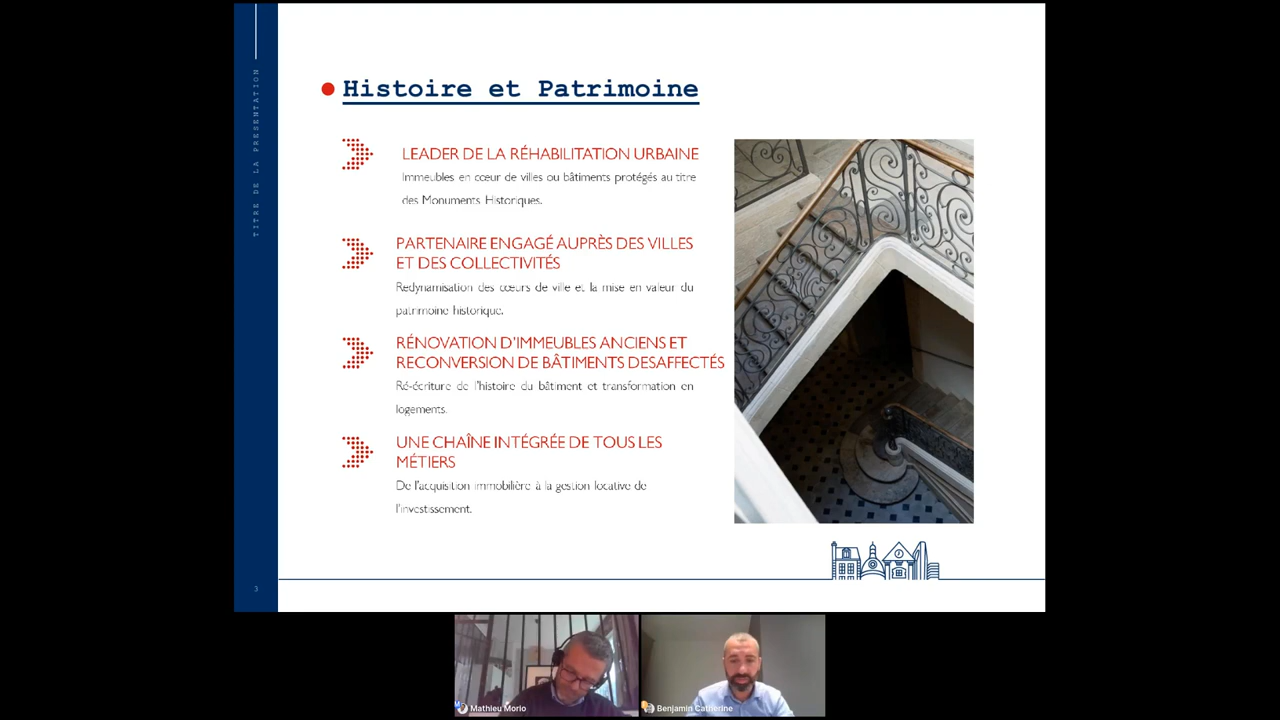 TITRE DE LA PRESENTATION
Histoire et Patrimoine
LEADER DE LA RÉHABILITATION URBAINE
Immeubles en cœur de villes ou bâtiments protégés au titre
des Monuments Historiques.
PARTENAIRE ENGAGÉ AUPRÈS DES VILLES
ET DES COLLECTIVITÉS
Redynamisation des cœurs de ville et la mise en valeur du
patrimoine historique.
RÉNOVATION D'IMMEUBLES ANCIENS ET
RECONVERSION DE BÂTIMENTS DESAFFECTÉS
Ré-écriture de l'histoire du bâtiment et transformation en
logements.
UNE CHAÎNE INTÉGRÉE DE TOUS LES
MÉTIERS
De l'acquisition immobilière à la gestion locative de
l'investissement.
3
Mathieu Morio
Benjamin Catherine